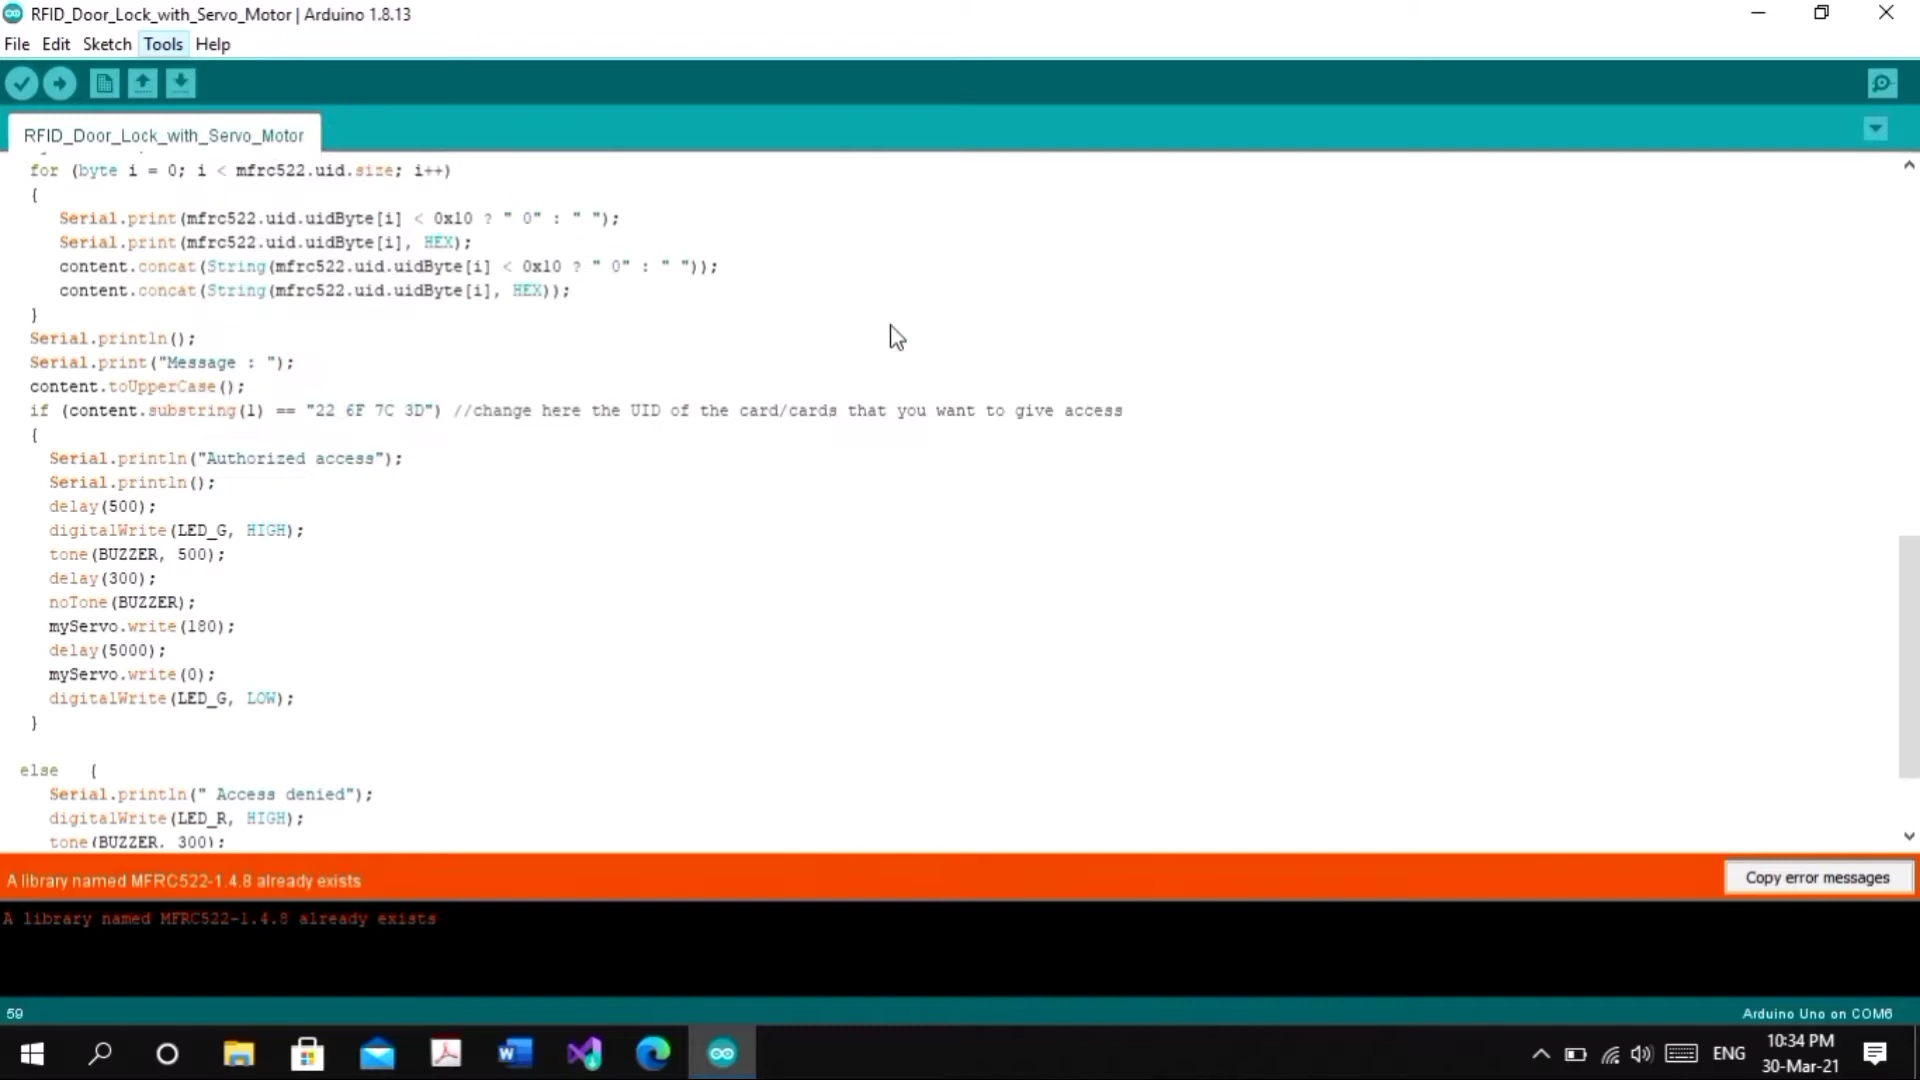 RFID_Door_Lock_with_Servo_Motor | Arduino 1.8.13
File Edit Sketch Tools Help
RFID_Door_Lock_with_Servo_Motor
for (byte i = 0; i < mfrc522.uid.size; i++)
{
Serial.print(mfrc522.uid.uidByte[i] < 0x10 ? " 0" : " ");
Serial.print(mfrc522.uid.uidByte[i], HEX);
content.concat(String(mfrc522.uid.uidByte[i] < 0x10 ? " 0" : " "));
content.concat(String(mfrc522.uid.uidByte[i], HEX));
}
Serial.println();
Serial.print("Message : ");
content.toUpperCase();
if (content.substring(1) == "22 6F 7C 3D") //change here the UID of the card/cards that you want to give access
{
Serial.println("Authorized access");
Serial.println();
delay(500);
digitalWrite(LED_G, HIGH);
tone(BUZZER, 500);
delay(300);
noTone(BUZZER);
myServo.write(180);
delay(5000);
myServo.write(0);
digitalWrite(LED_G, LOW);
}
else {
Serial.println(" Access denied");
digitalWrite(LED_R, HIGH);
tone(BUZZER, 300);
A library named MFRC522-1.4.8 already exists
Copy error messages
A library named MFRC522-1.4.8 already exists
59
Arduino Uno on COM6
ENG
10:34 PM
30-Mar-21